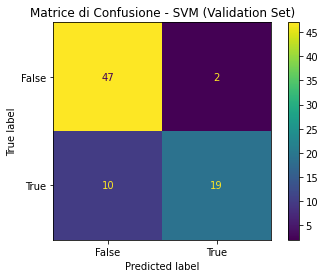 Matrice di Confusione - SVM (Validation Set)
False
47
2
True
10
19
True label
False
True
Predicted label
45
40
35
30
25
20
15
10
5